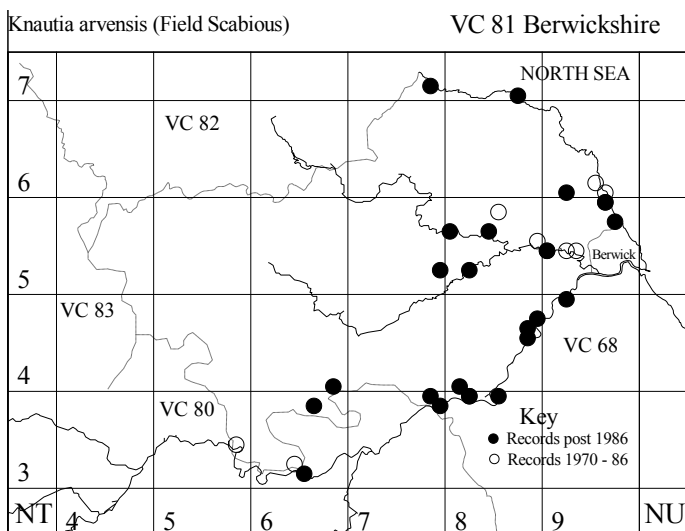 Knautia arvensis (Field Scabious) VC 81 Berwickshire
NORTH SEA
7
VC 82
6
Berwick
5
VC 83
VC 68
4
VC 80
Key
Records post 1986
Records 1970 - 86
3
NT 4 5 6 7 8 9 NU